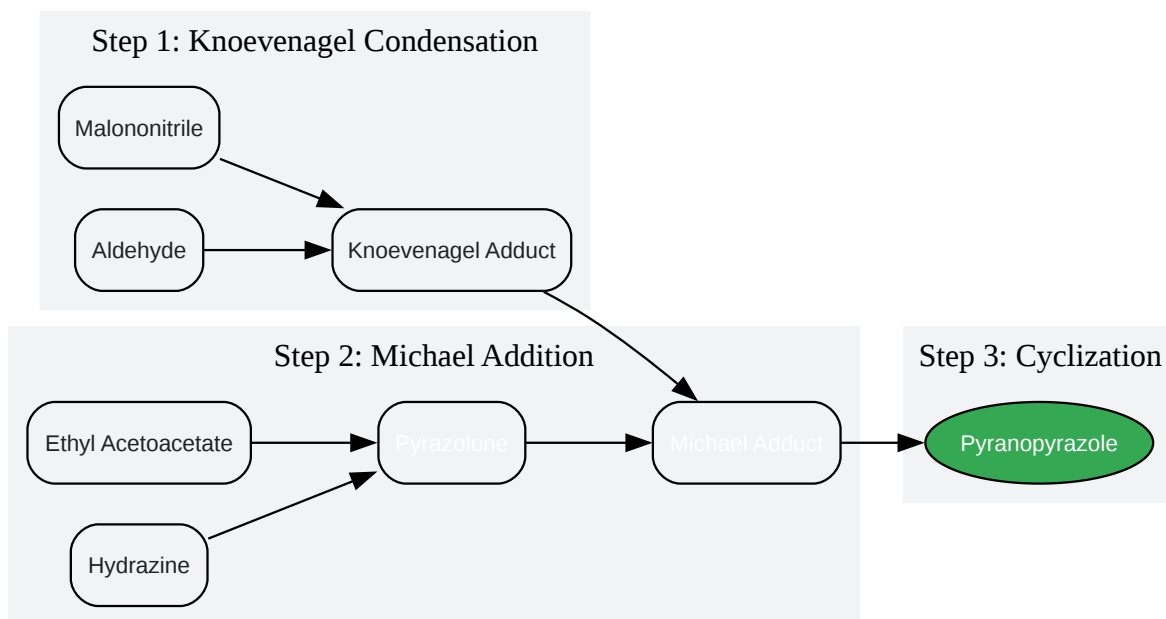 Step 1: Knoevenagel Condensation
Malononitrile
Aldehyde
Knoevenagel Adduct
Step 2: Michael Addition
Ethyl Acetoacetate
Pyrazolone
Michael Adduct
Hydrazine
Step 3: Cyclization
Pyranopyrazole